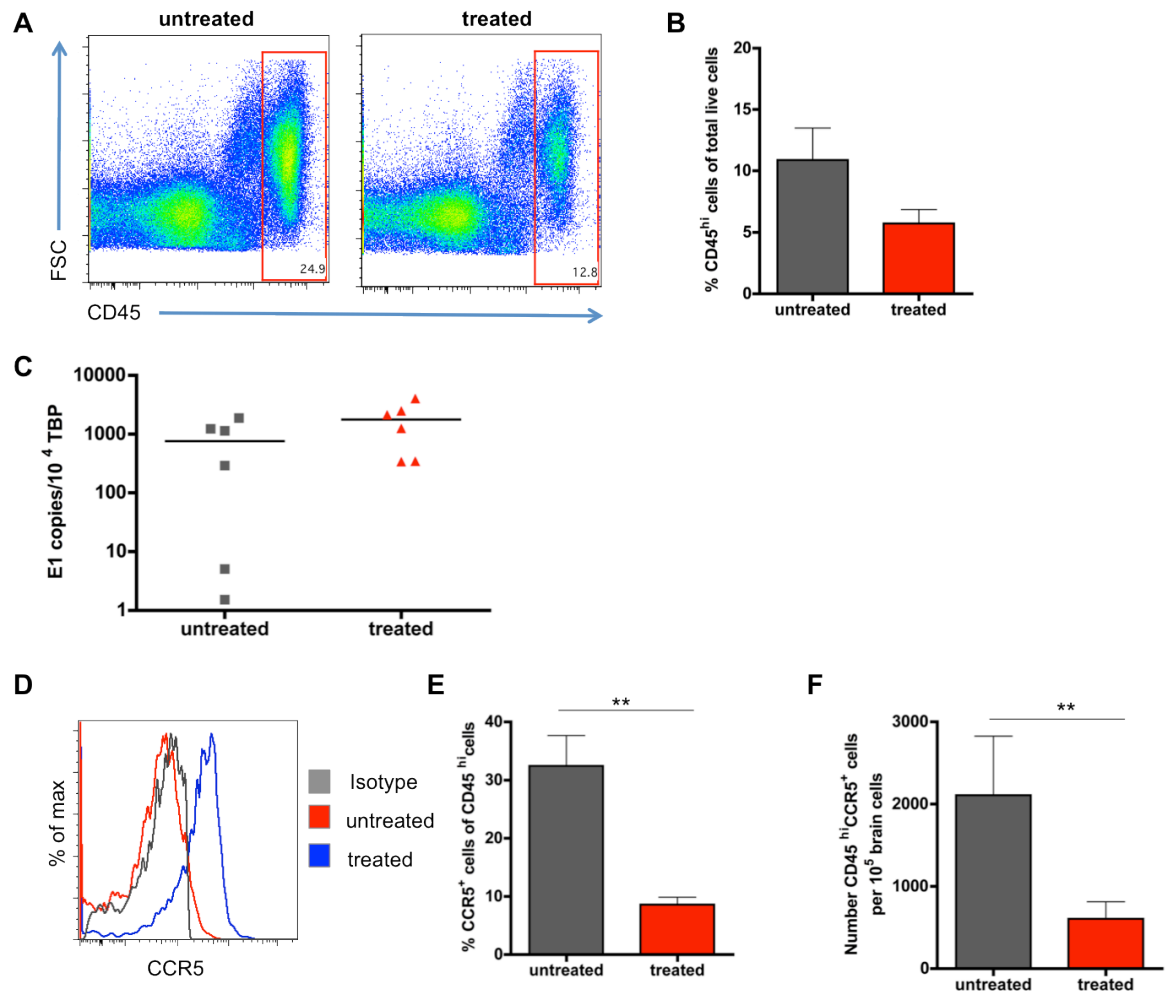 A
untreated
treated
FSC
24.9
12.8
CD45
B
% CD45hi cells of total live cells
20
15
10
5
0
untreated
treated
C
E1 copies/10 4 TBP
10000
1000
100
10
1
untreated
treated
D
% of max
CCR5
Isotype
untreated
treated
E
**
% CCR5+ cells of CD45 hi cells
40
30
20
10
0
untreated
treated
F
**
Number CD45 hiCCR5+ cells
per 105 brain cells
3000
2000
1000
0
untreated
treated